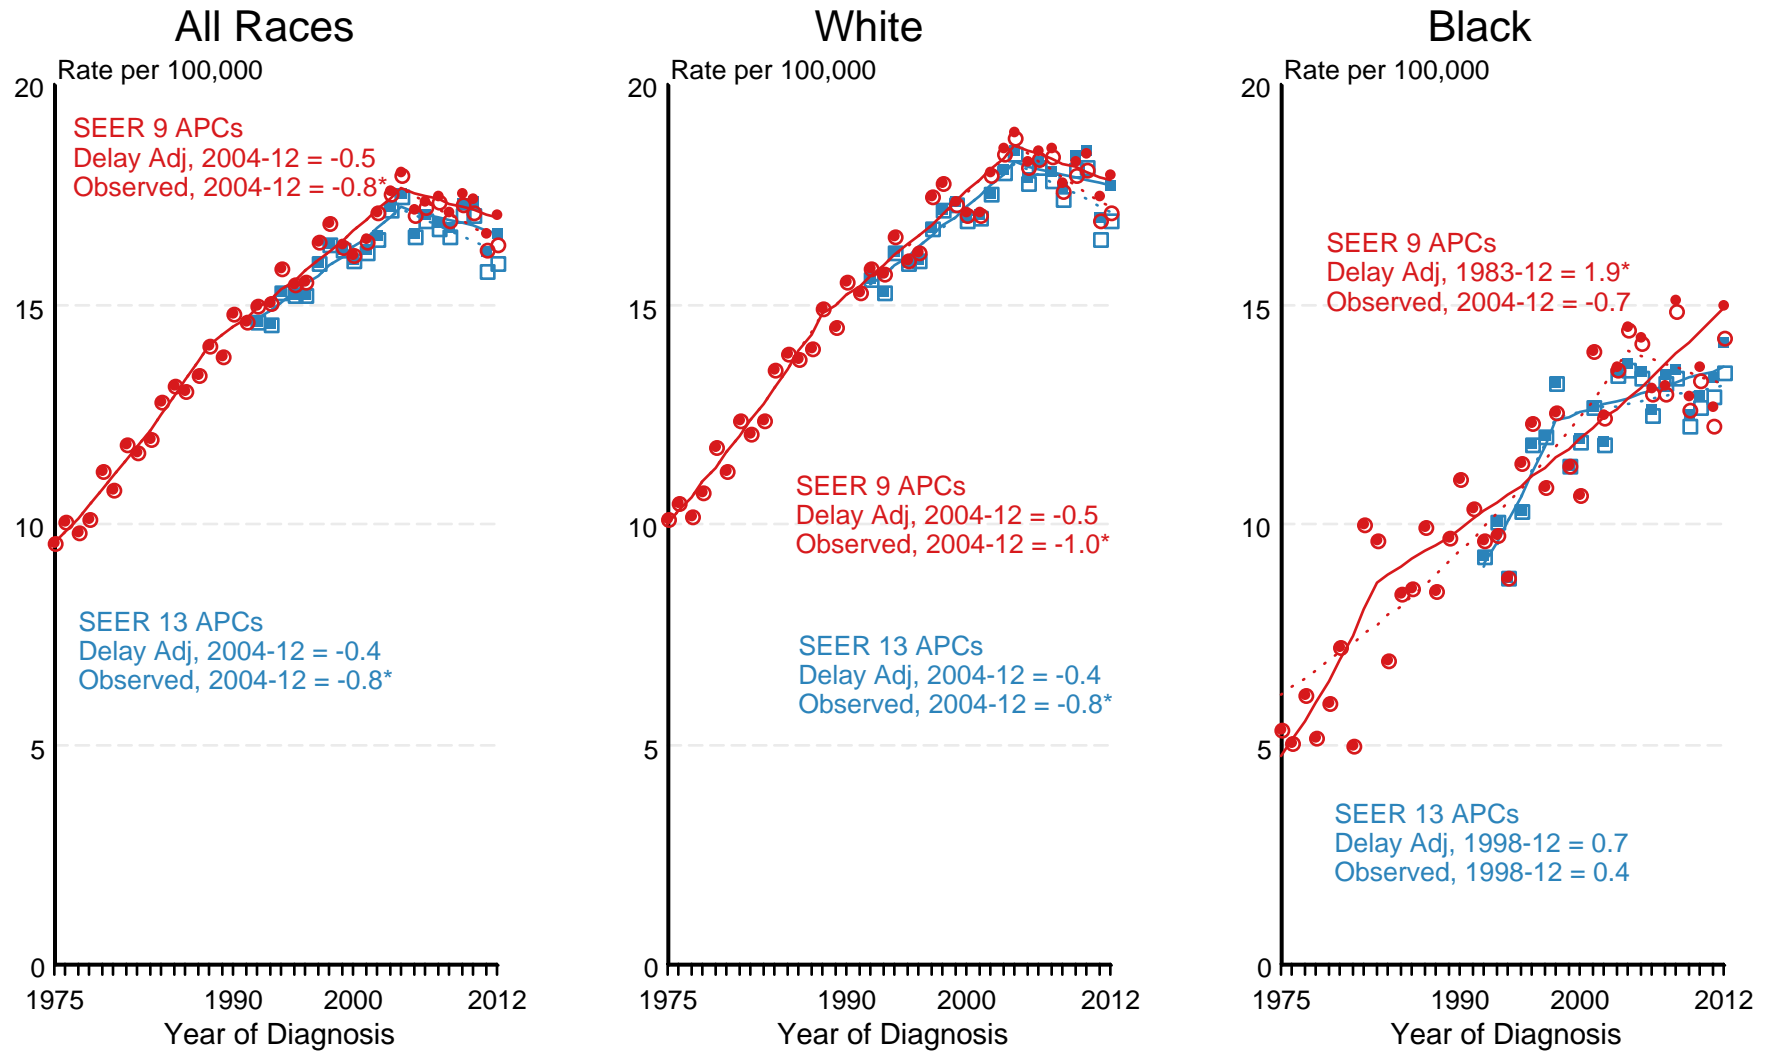 All Races
Rate per 100,000
20
SEER 9 APCs
Delay Adj, 2004-12 = -0.5
Observed, 2004-12 = -0.8*
15
10
SEER 13 APCs
Delay Adj, 2004-12 = -0.4
Observed, 2004-12 = -0.8*
5
0
1975 1990 2000 2012
Year of Diagnosis
White
Rate per 100,000
20
15
SEER 9 APCs
Delay Adj, 2004-12 = -0.5
Observed, 2004-12 = -1.0*
10
SEER 13 APCs
Delay Adj, 2004-12 = -0.4
Observed, 2004-12 = -0.8*
5
0
1975 1990 2000 2012
Year of Diagnosis
Black
Rate per 100,000
20
SEER 9 APCs
Delay Adj, 1983-12 = 1.9*
Observed, 2004-12 = -0.7
15
10
5
SEER 13 APCs
Delay Adj, 1998-12 = 0.7
Observed, 1998-12 = 0.4
0
1975 1990 2000 2012
Year of Diagnosis